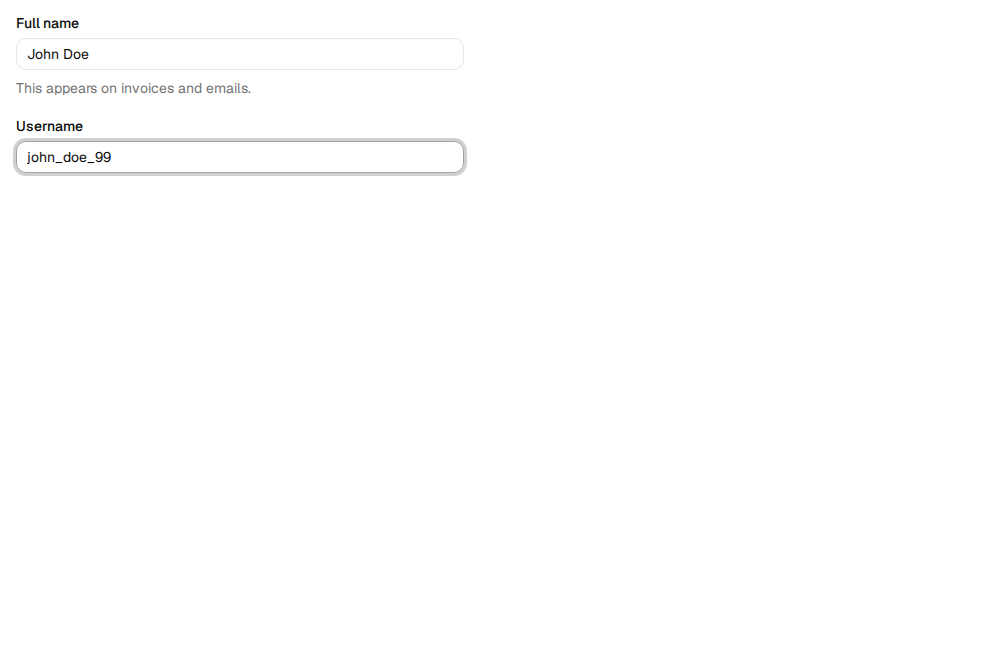 Full name
John Doe
This appears on invoices and emails.
Username
john_doe_99